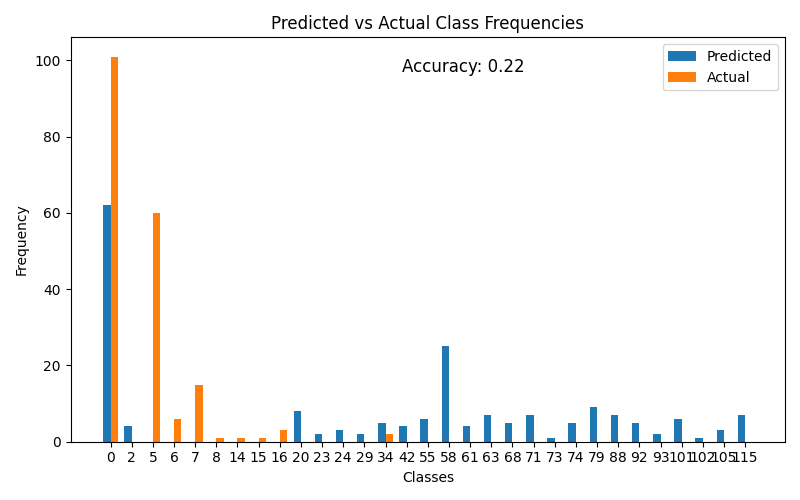 Predicted vs Actual Class Frequencies
Accuracy: 0.22
Predicted
Actual
Frequency
100
80
60
40
20
0
0 2 5 6 7 8 14 15 16 20 23 24 29 34 42 55 58 61 63 68 71 73 74 79 88 92 93 101 102 105 115
Classes